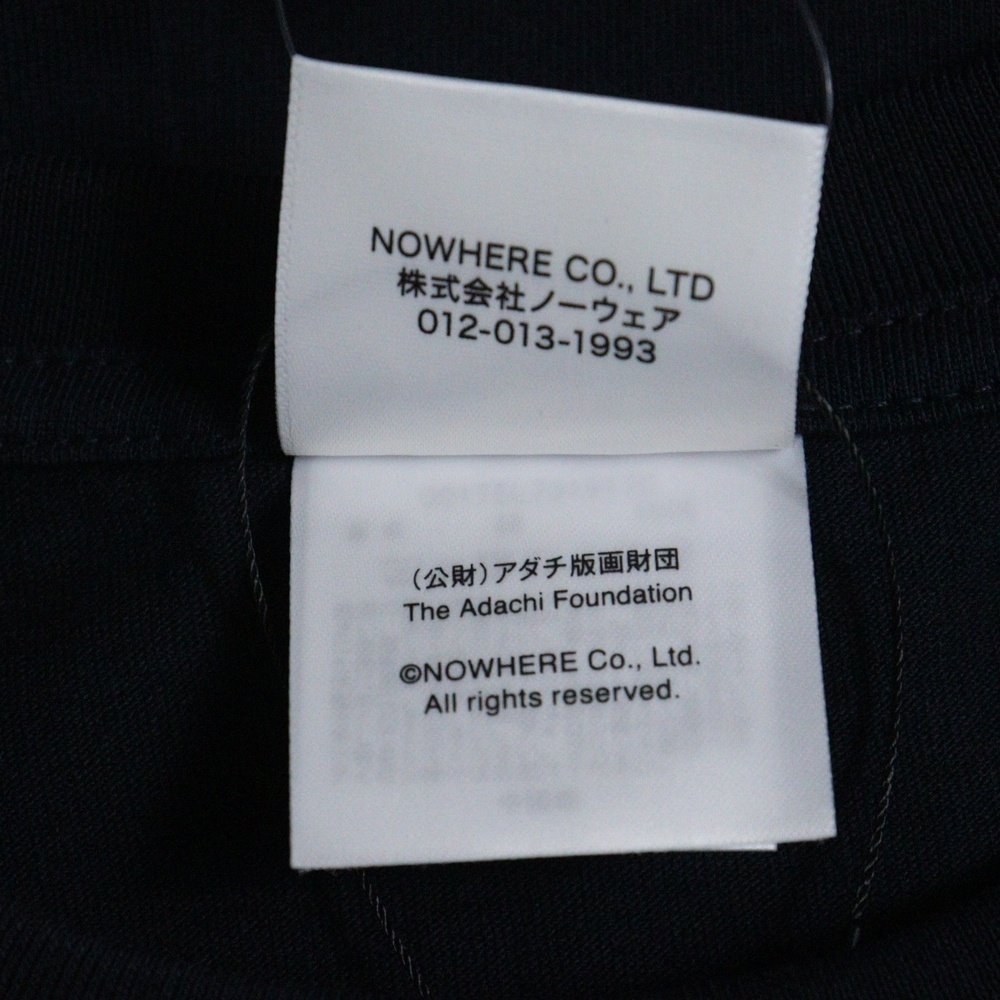 NOWHERE CO., LTD
株式会社ノーウェア
012-013-1993
（公財）アダチ版画財団
The Adachi Foundation
©NOWHERE Co., Ltd.
All rights reserved.